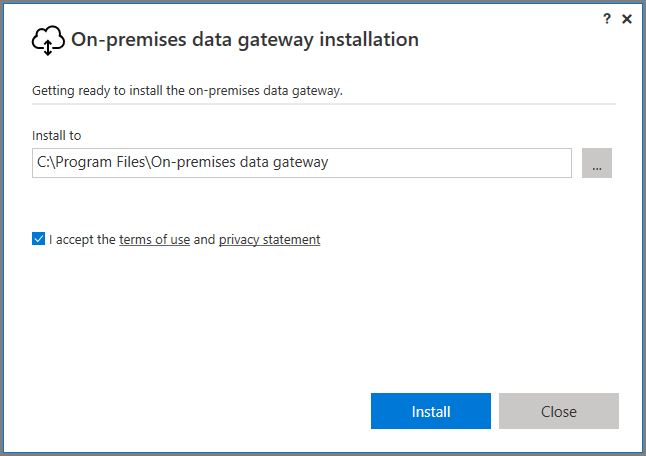 ? ×
On-premises data gateway installation
Getting ready to install the on-premises data gateway.
Install to
C:\Program Files\On-premises data gateway
...
I accept the terms of use and privacy statement
Install Close